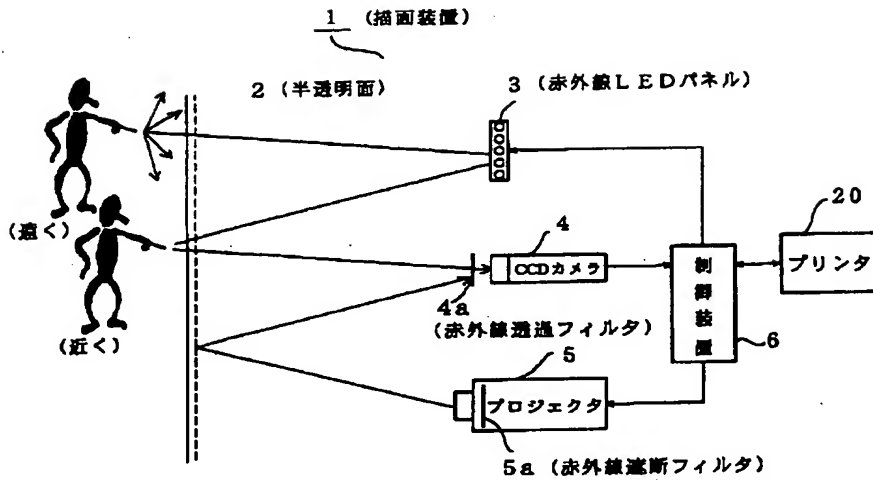 1 (描画装置)
2 (半透明面)
3 (赤外線LEDパネル)
(遠く)
(近く)
4
CCDカメラ
4a
(赤外線透過フィルタ)
制御装置
6
20
プリンタ
5
プロジェクタ
5a (赤外線遮断フィルタ)